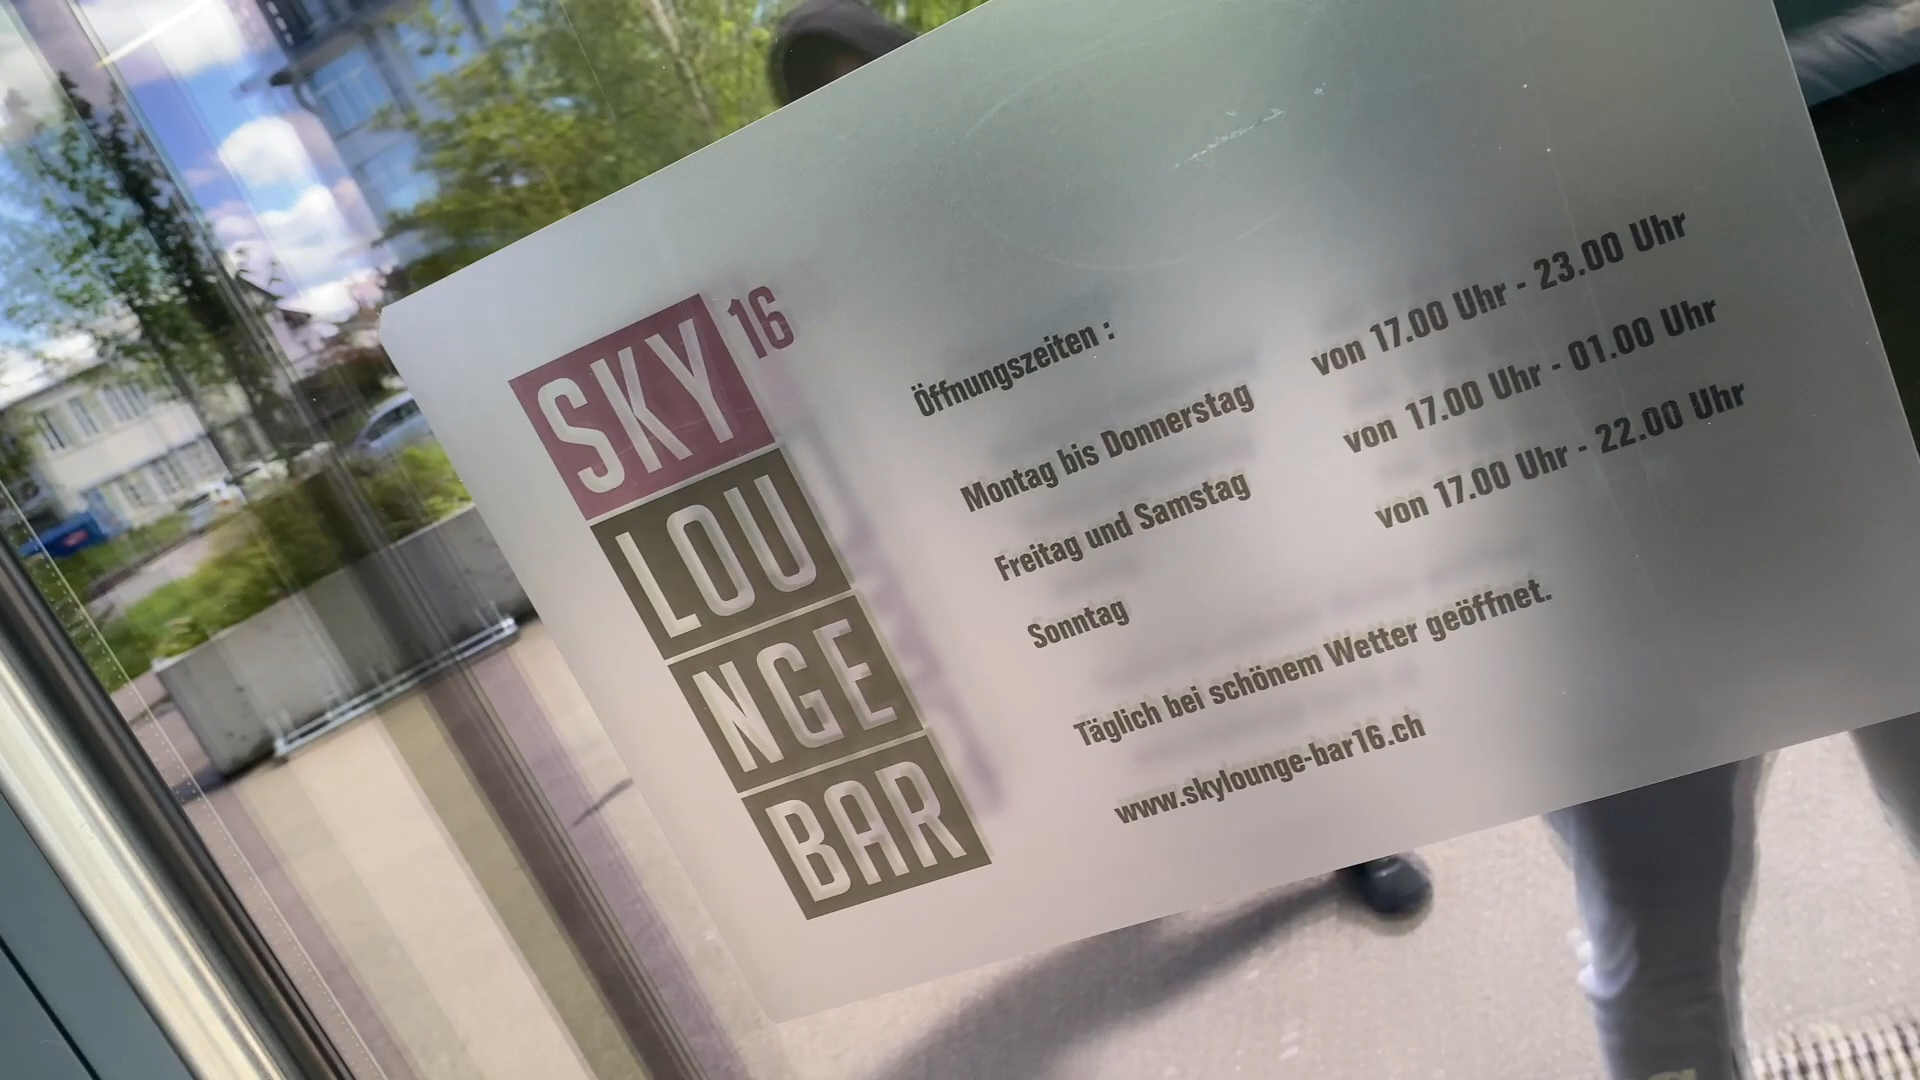 SKY 16
LOU
NGE
BAR
Öffnungszeiten :
Montag bis Donnerstag von 17.00 Uhr - 23.00 Uhr
Freitag und Samstag von 17.00 Uhr - 01.00 Uhr
Sonntag von 17.00 Uhr - 22.00 Uhr
Täglich bei schönem Wetter geöffnet.
www.skylounge-bar16.ch